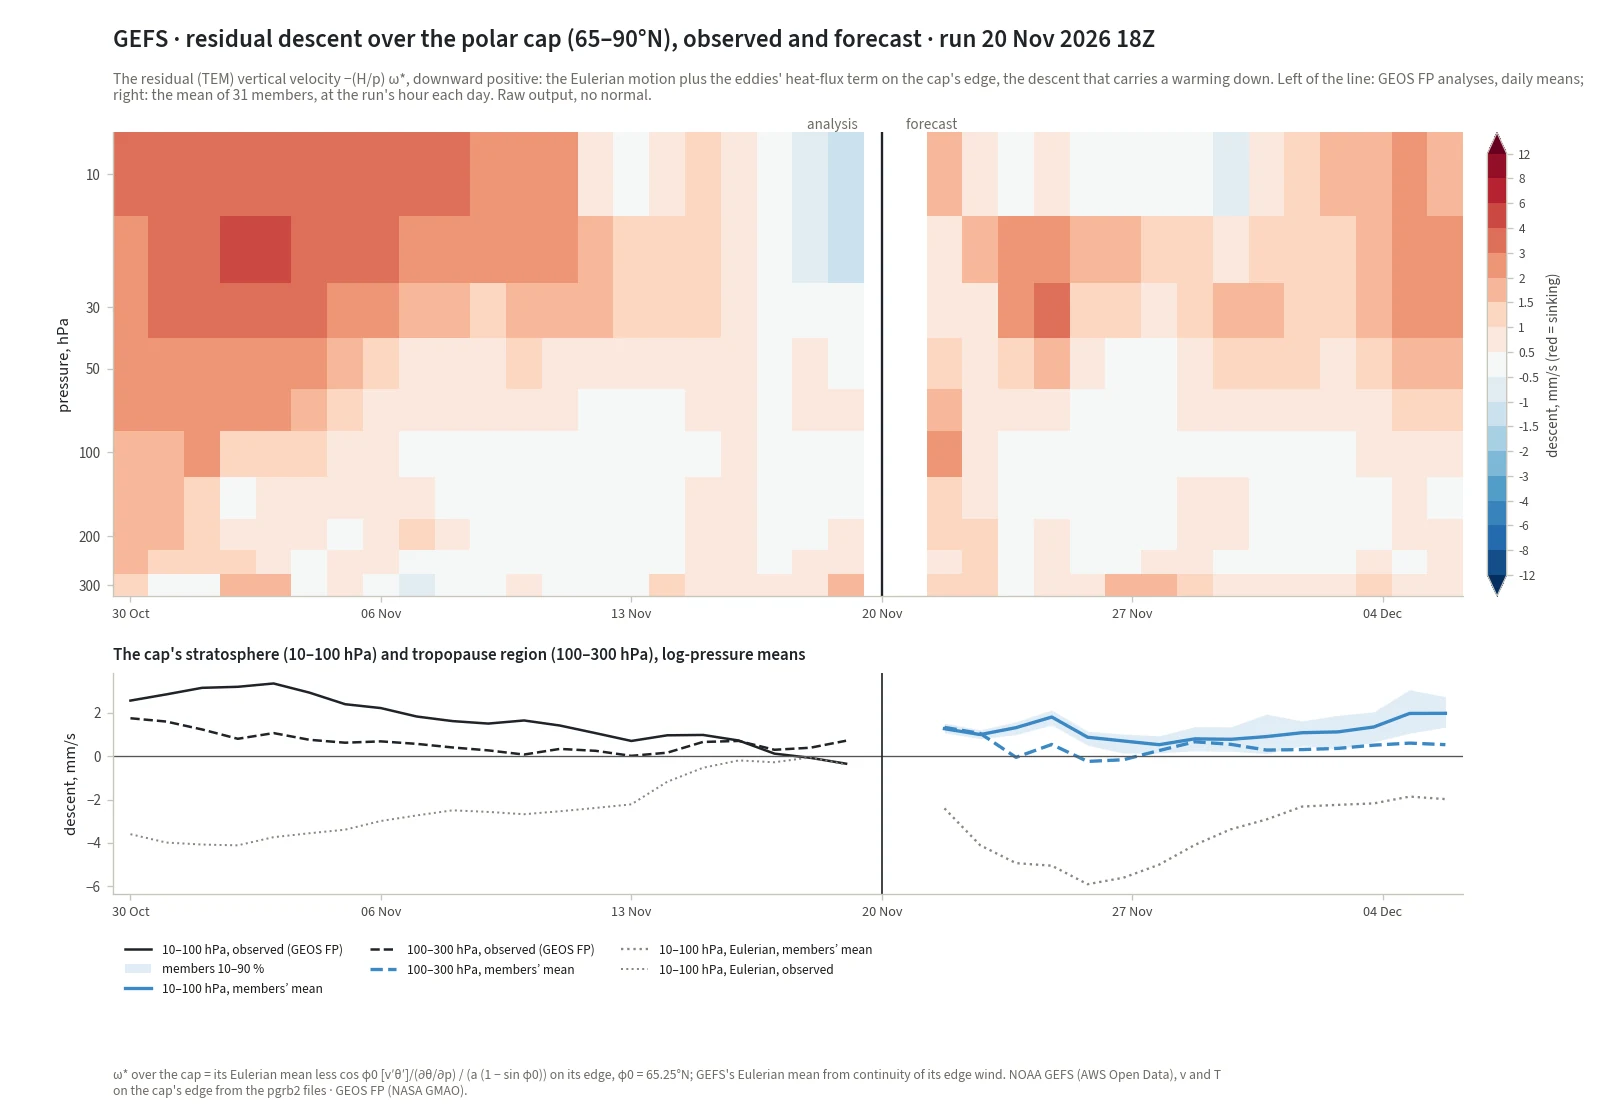 GEFS · residual descent over the polar cap (65–90°N), observed and forecast · run 20 Nov 2026 18Z
The residual (TEM) vertical velocity −(H/p) ω*, downward positive: the Eulerian motion plus the eddies' heat-flux term on the cap's edge, the descent that carries a warming down. Left of the line: GEOS FP analyses, daily means;
right: the mean of 31 members, at the run's hour each day. Raw output, no normal.
analysis
forecast
pressure, hPa
10
30
50
100
200
300
30 Oct
06 Nov
13 Nov
20 Nov
27 Nov
04 Dec
12
8
6
4
3
2
1.5
1
0.5
-0.5
-1
-1.5
-2
-3
-4
-6
-8
-12
descent, mm/s (red = sinking)
The cap's stratosphere (10–100 hPa) and tropopause region (100–300 hPa), log-pressure means
descent, mm/s
2
0
−2
−4
−6
30 Oct
06 Nov
13 Nov
20 Nov
27 Nov
04 Dec
10–100 hPa, observed (GEOS FP)
members 10–90 %
10–100 hPa, members’ mean
100–300 hPa, observed (GEOS FP)
100–300 hPa, members’ mean
10–100 hPa, Eulerian, members’ mean
10–100 hPa, Eulerian, observed
ω* over the cap = its Eulerian mean less cos ϕ0 [v′θ′]/(∂θ/∂p) / (a (1 − sin ϕ0)) on its edge, ϕ0 = 65.25°N; GEFS's Eulerian mean from continuity of its edge wind. NOAA GEFS (AWS Open Data), v and T
on the cap's edge from the pgrb2 files · GEOS FP (NASA GMAO).